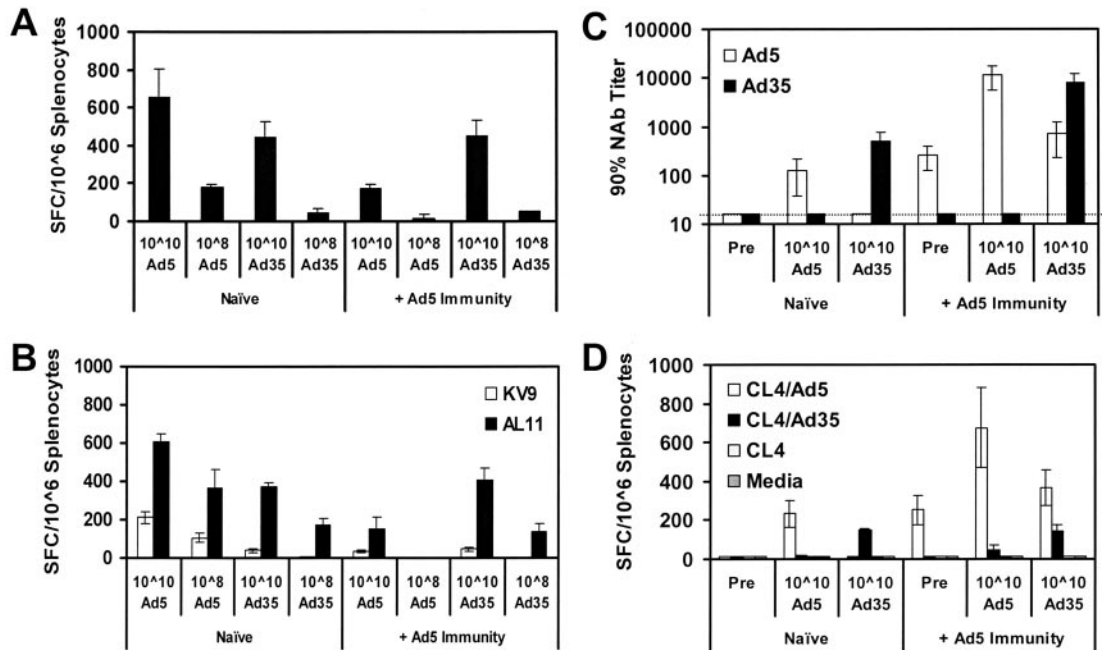 A
SFC/10^6 Splenocytes
1000
800
600
400
200
0
10^10 10^8 10^10 10^8 10^10 10^8 10^10 10^8
Ad5 Ad5 Ad35 Ad35 Ad5 Ad5 Ad35 Ad35
Naïve + Ad5 Immunity
B
SFC/10^6 Splenocytes
1000
800
600
400
200
0
KV9
AL11
10^10 10^8 10^10 10^8 10^10 10^8 10^10 10^8
Ad5 Ad5 Ad35 Ad35 Ad5 Ad5 Ad35 Ad35
Naïve + Ad5 Immunity
C
90% NAb Titer
100000
10000
1000
100
10
Ad5
Ad35
Pre 10^10 10^10 Pre 10^10 10^10
Ad5 Ad35 Ad5 Ad35
Naïve + Ad5 Immunity
D
SFC/10^6 Splenocytes
1000
800
600
400
200
0
CL4/Ad5
CL4/Ad35
CL4
Media
Pre 10^10 10^10 Pre 10^10 10^10
Ad5 Ad35 Ad5 Ad35
Naïve + Ad5 Immunity